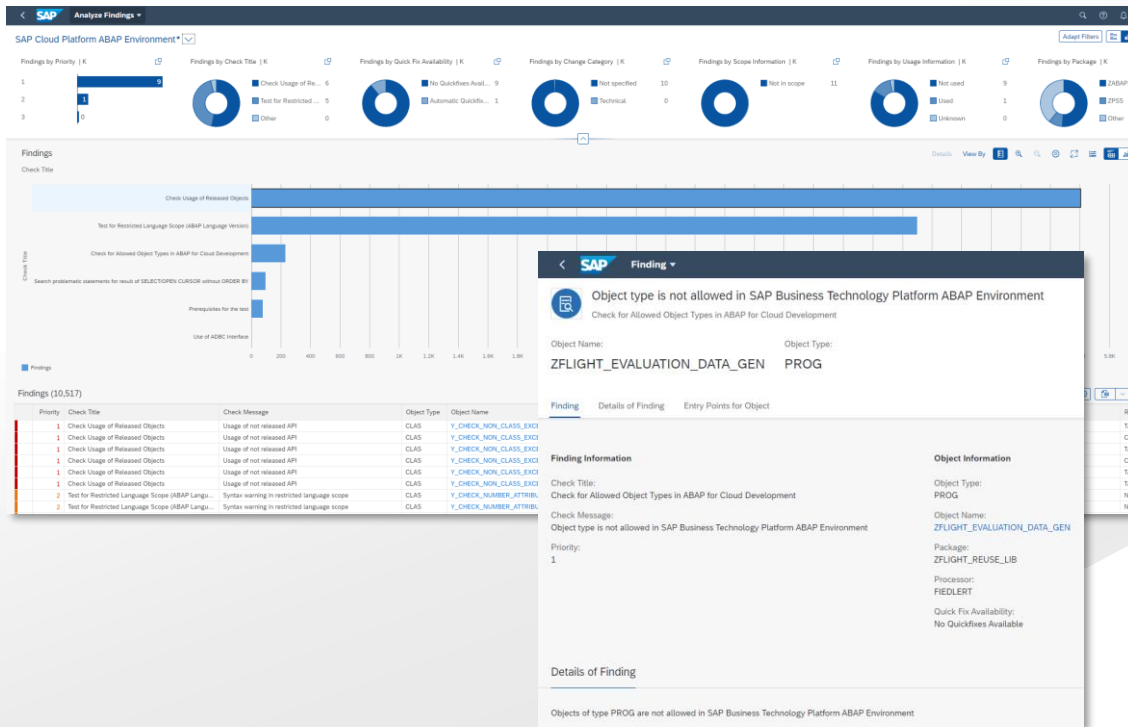 SAP Analyze Findings
SAP Cloud Platform ABAP Environment*
Adapt Filters
Findings by Priority | K
1 9
2 1
3 0
Findings by Check Title | K
Check Usage of Re... 6
Test for Restricted ... 5
Other 0
Findings by Quick Fix Availability | K
No Quickfixes Avail... 9
Automatic Quickfix... 1
Findings by Change Category | K
Not specified 10
Technical 0
Findings by Scope Information | K
Not in scope 11
Findings by Usage Information | K
Not used 9
Used 1
Unknown 0
Findings by Package | K
ZABAP
ZPSS
Other
Findings
Details View By
Check Title
Check Title
Check Usage of Released Objects
Test for Restricted Language Scope (ABAP Language Version)
Check for Allowed Object Types in ABAP for Cloud Development
Search problematic statements for result of SELECT/OPEN CURSOR without ORDER BY
Prerequisites for the test
Use of ADBC Interface
0 200 400 600 800 1K 1.2K 1.4K 1.6K 1.8K 5.8K
Findings
Findings (10,517)
Priority Check Title Check Message Object Type Object Name
1 Check Usage of Released Objects Usage of not released API CLAS Y_CHECK_NON_CLASS_EXCE
1 Check Usage of Released Objects Usage of not released API CLAS Y_CHECK_NON_CLASS_EXCE
1 Check Usage of Released Objects Usage of not released API CLAS Y_CHECK_NON_CLASS_EXCE
1 Check Usage of Released Objects Usage of not released API CLAS Y_CHECK_NON_CLASS_EXCE
1 Check Usage of Released Objects Usage of not released API CLAS Y_CHECK_NON_CLASS_EXCE
1 Check Usage of Released Objects Usage of not released API CLAS Y_CHECK_NON_CLASS_EXCE
2 Test for Restricted Language Scope (ABAP Langu... Syntax warning in restricted language scope CLAS Y_CHECK_NUMBER_ATTRIBU
2 Test for Restricted Language Scope (ABAP Langu... Syntax warning in restricted language scope CLAS Y_CHECK_NUMBER_ATTRIBU
SAP Finding
Object type is not allowed in SAP Business Technology Platform ABAP Environment
Check for Allowed Object Types in ABAP for Cloud Development
Object Name: Object Type:
ZFLIGHT_EVALUATION_DATA_GEN PROG
Finding Details of Finding Entry Points for Object
Finding Information
Check Title:
Check for Allowed Object Types in ABAP for Cloud Development
Check Message:
Object type is not allowed in SAP Business Technology Platform ABAP Environment
Priority:
1
Object Information
Object Type:
PROG
Object Name:
ZFLIGHT_EVALUATION_DATA_GEN
Package:
ZFLIGHT_REUSE_LIB
Processor:
FIEDLERT
Quick Fix Availability:
No Quickfixes Available
Details of Finding
Objects of type PROG are not allowed in SAP Business Technology Platform ABAP Environment